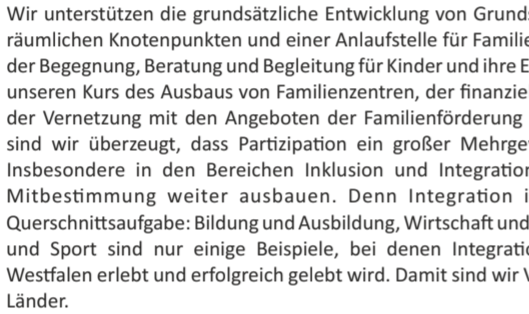 Wir unterstützen die grundsätzliche Entwicklung von Grunds
räumlichen Knotenpunkten und einer Anlaufstelle für Familie
der Begegnung, Beratung und Begleitung für Kinder und ihre E
unseren Kurs des Ausbaus von Familienzentren, der finanzie
der Vernetzung mit den Angeboten der Familienförderung
sind wir überzeugt, dass Partizipation ein großer Mehrge
Insbesondere in den Bereichen Inklusion und Integration
Mitbestimmung weiter ausbauen. Denn Integration i
Querschnittsaufgabe: Bildung und Ausbildung, Wirtschaft und
und Sport sind nur einige Beispiele, bei denen Integratio
Westfalen erlebt und erfolgreich gelebt wird. Damit sind wir V
Länder.